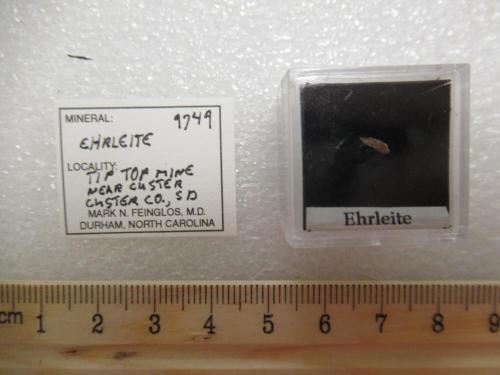 MINERAL: 9749
EHRLEITE
LOCALITY:
TIP TOP MINE
NEAR CUSTER
CUSTER CO., SD
MARK N. FEINGLOS, M.D.
DURHAM, NORTH CAROLINA
Ehrleite
cm 1 2 3 4 5 6 7 8 9